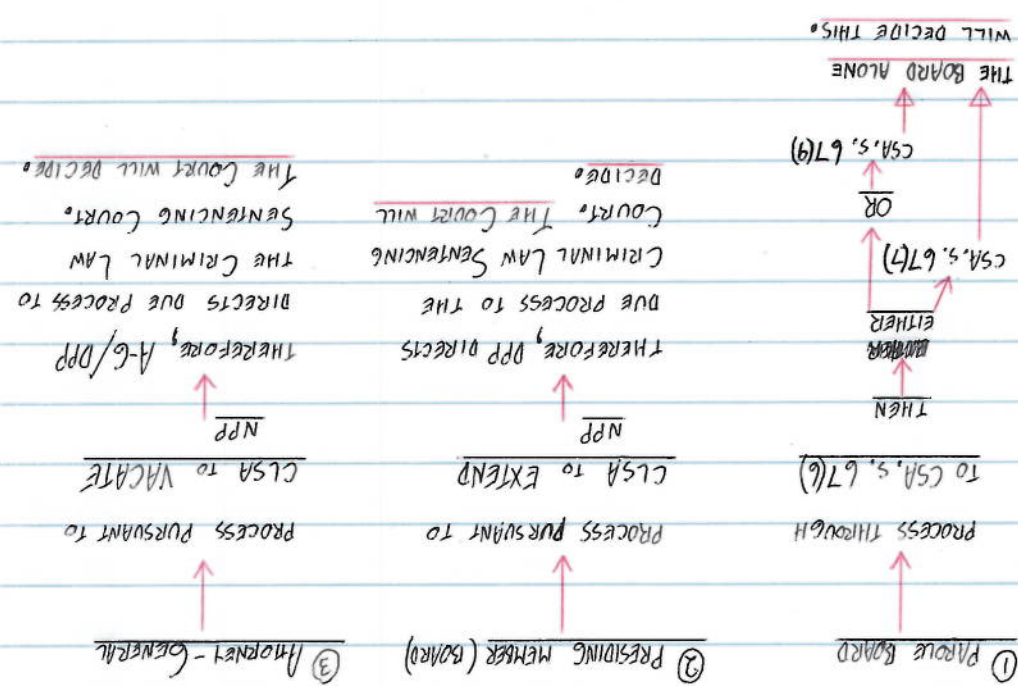 ① PAROLE BOARD
PROCESS THROUGH
TO CSA, S. 67(6)
THEN
EITHER
CSA, S. 67(7)
OR
CSA, S. 67(9)
THE BOARD ALONE
WILL DECIDE THIS.
② PRESIDING MEMBER (BOARD)
PROCESS PURSUANT TO
CLSA TO EXTEND
NPP
THEREFORE, DPP DIRECTS
DUE PROCESS TO THE
CRIMINAL LAW SENTENCING
COURT. THE COURT WILL
DECIDE.
③ ATTORNEY-GENERAL
PROCESS PURSUANT TO
CLSA TO VACATE
NPP
THEREFORE, A-G/DPP
DIRECTS DUE PROCESS TO
THE CRIMINAL LAW
SENTENCING COURT.
THE COURT WILL DECIDE.